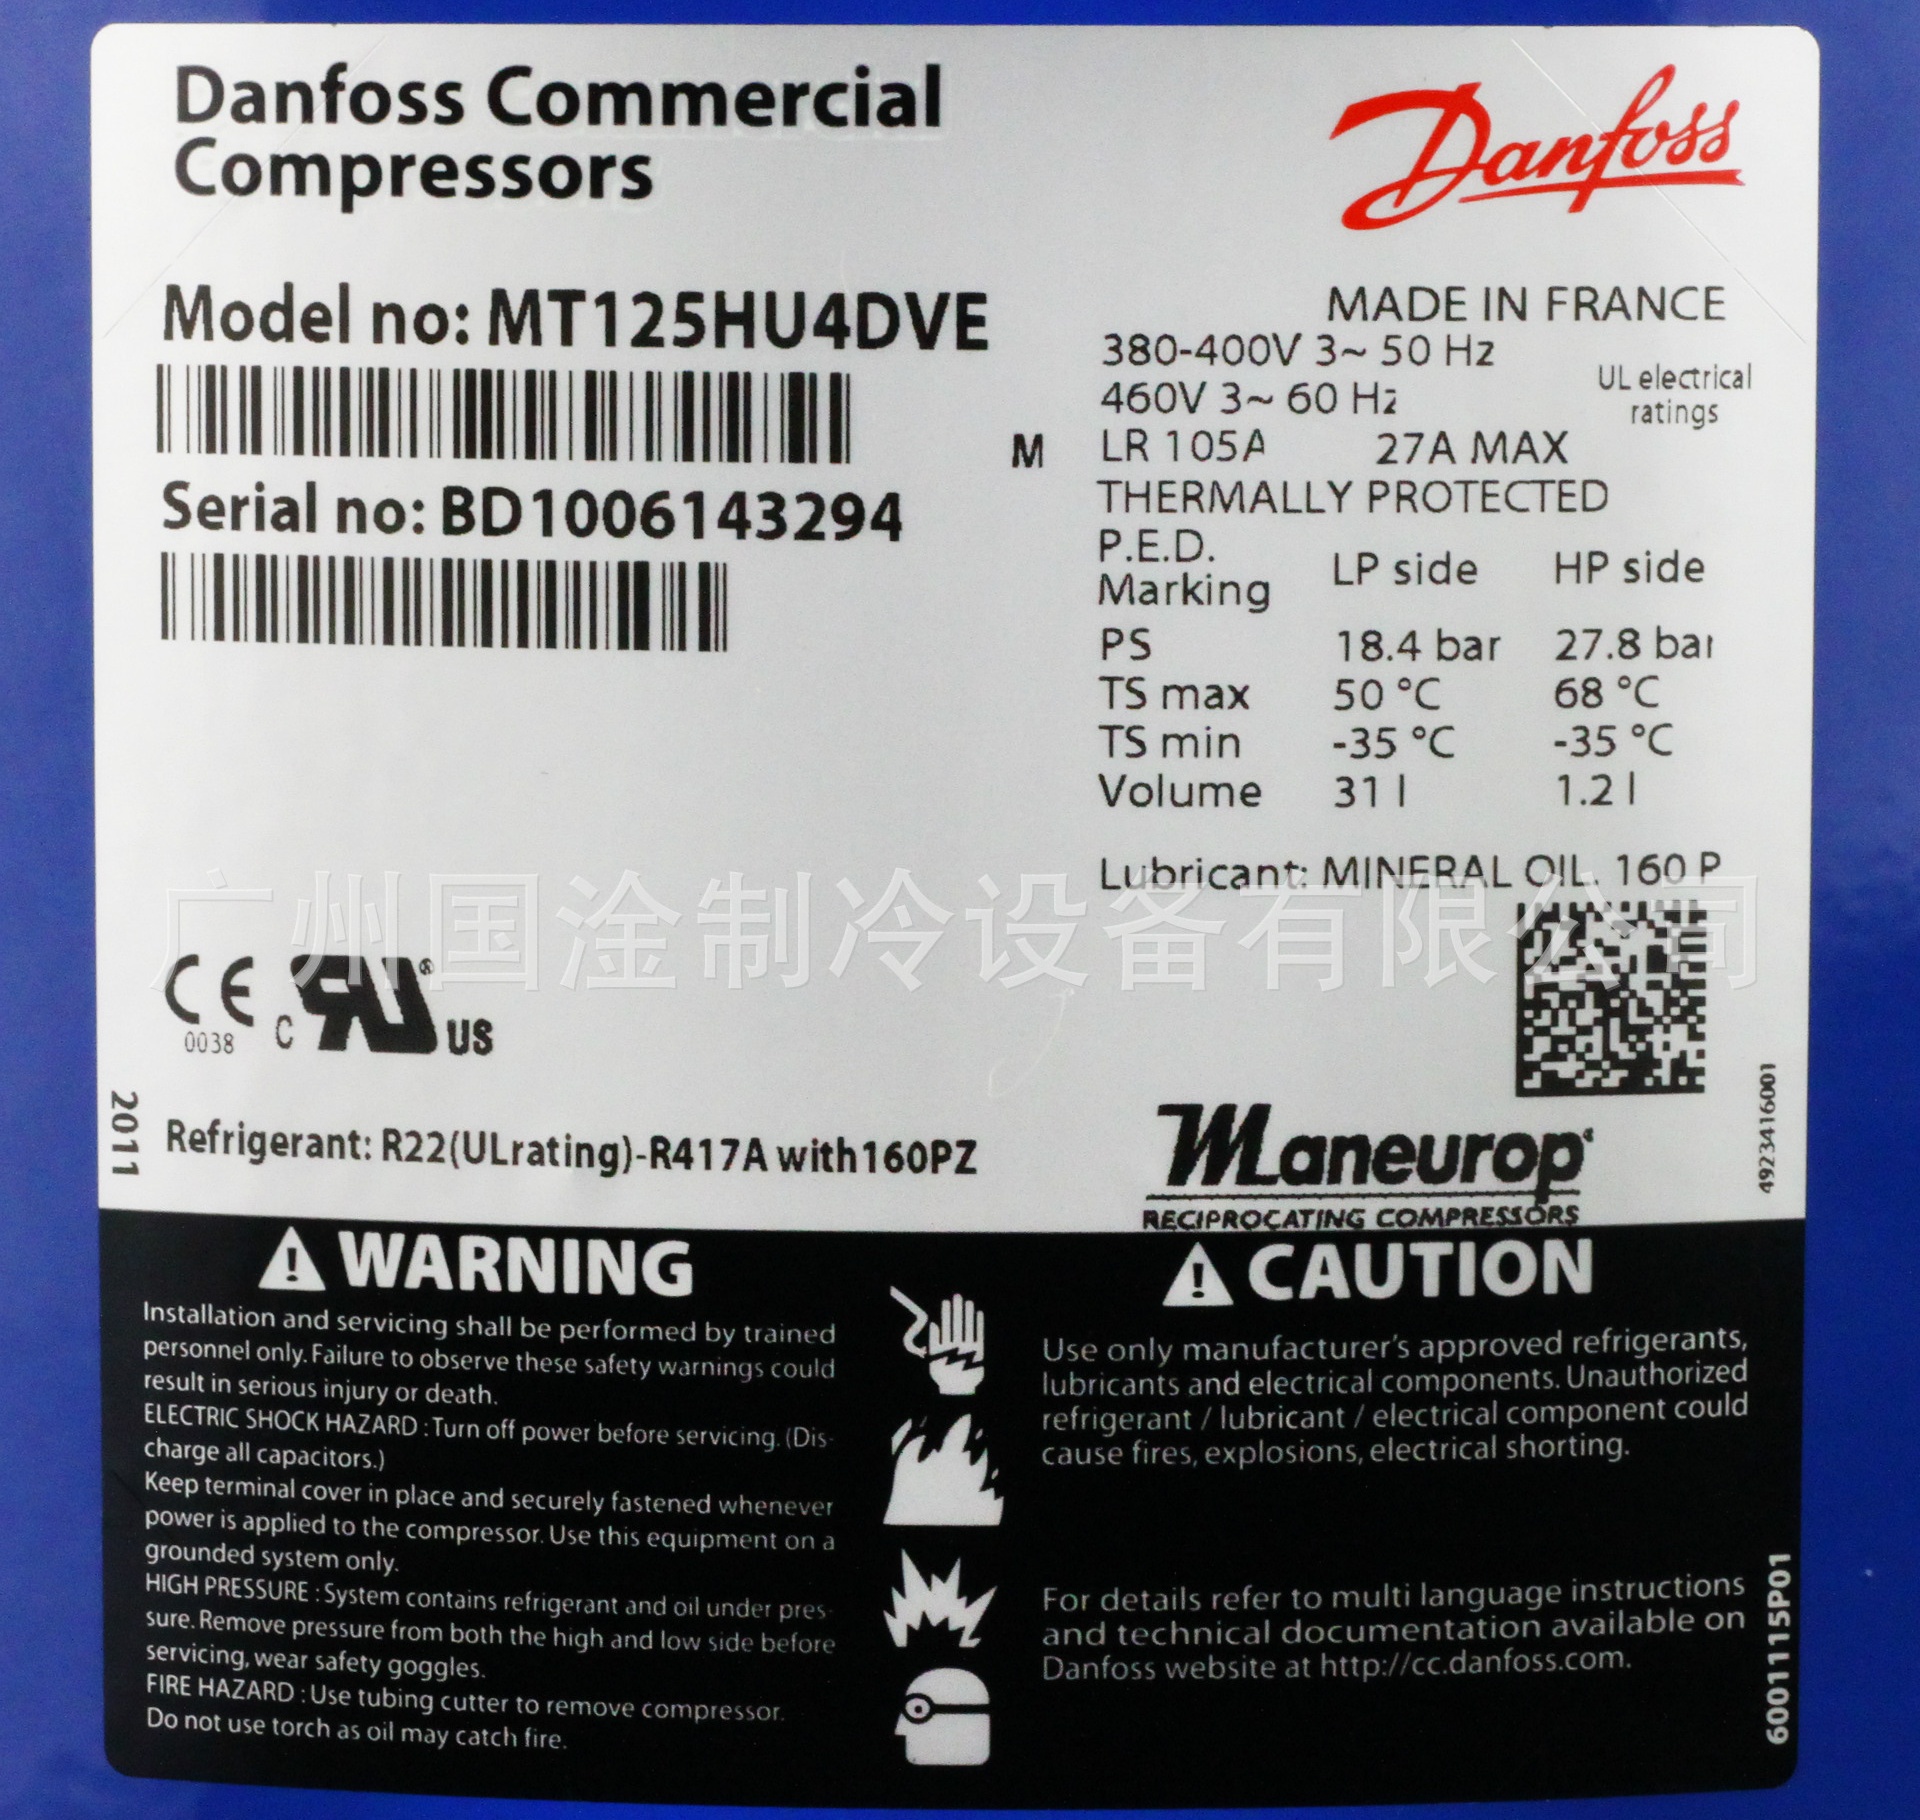 Danfoss Commercial
Compressors
Danfoss
Model no: MT125HU4DVE
Serial no: BD1006143294
MADE IN FRANCE
380-400V 3~ 50 Hz
460V 3~ 60 Hz
UL electrical
ratings
M LR 105A 27A MAX
THERMALLY PROTECTED
P.E.D.
Marking LP side HP side
PS 18.4 bar 27.8 bar
TS max 50 °C 68 °C
TS min -35 °C -35 °C
Volume 31 l 1.2 l
Lubricant: MINERAL OIL. 160 P
广州国淦制冷设备有限公司
CE
0038
C RU® US
2011
Refrigerant: R22(ULrating)-R417A with160PZ
Maneurop
RECIPROCATING COMPRESSORS
4923416001
WARNING
Installation and servicing shall be performed by trained
personnel only. Failure to observe these safety warnings could
result in serious injury or death.
ELECTRIC SHOCK HAZARD : Turn off power before servicing. (Dis-
charge all capacitors.)
Keep terminal cover in place and securely fastened whenever
power is applied to the compressor. Use this equipment on a
grounded system only.
HIGH PRESSURE : System contains refrigerant and oil under pres-
sure. Remove pressure from both the high and low side before
servicing, wear safety goggles.
FIRE HAZARD : Use tubing cutter to remove compressor.
Do not use torch as oil may catch fire.
CAUTION
Use only manufacturer's approved refrigerants,
lubricants and electrical components. Unauthorized
refrigerant / lubricant / electrical component could
cause fires, explosions, electrical shorting.
For details refer to multi language instructions
and technical documentation available on
Danfoss website at http://cc.danfoss.com.
6001115P01